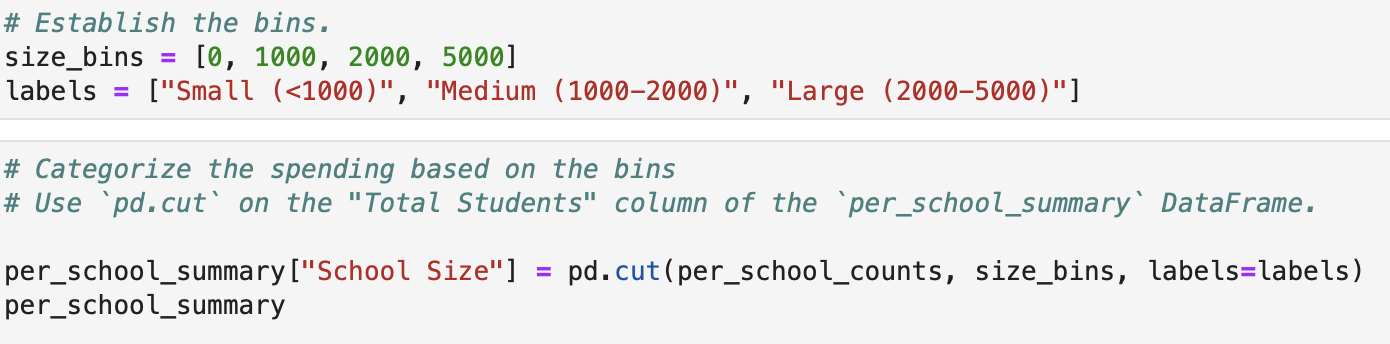 # Establish the bins.
size_bins = [0, 1000, 2000, 5000]
labels = ["Small (<1000)", "Medium (1000-2000)", "Large (2000-5000)"]
# Categorize the spending based on the bins
# Use `pd.cut` on the "Total Students" column of the `per_school_summary` DataFrame.
per_school_summary["School Size"] = pd.cut(per_school_counts, size_bins, labels=labels)
per_school_summary